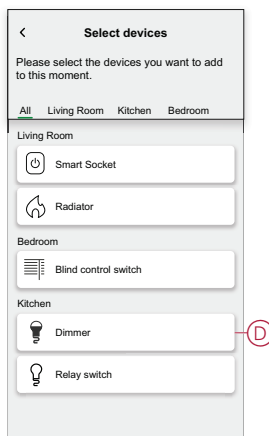 Select devices
Please select the devices you want to add
to this moment.
All Living Room Kitchen Bedroom
Living Room
Smart Socket
Radiator
Bedroom
Blind control switch
Kitchen
Dimmer
D
Relay switch